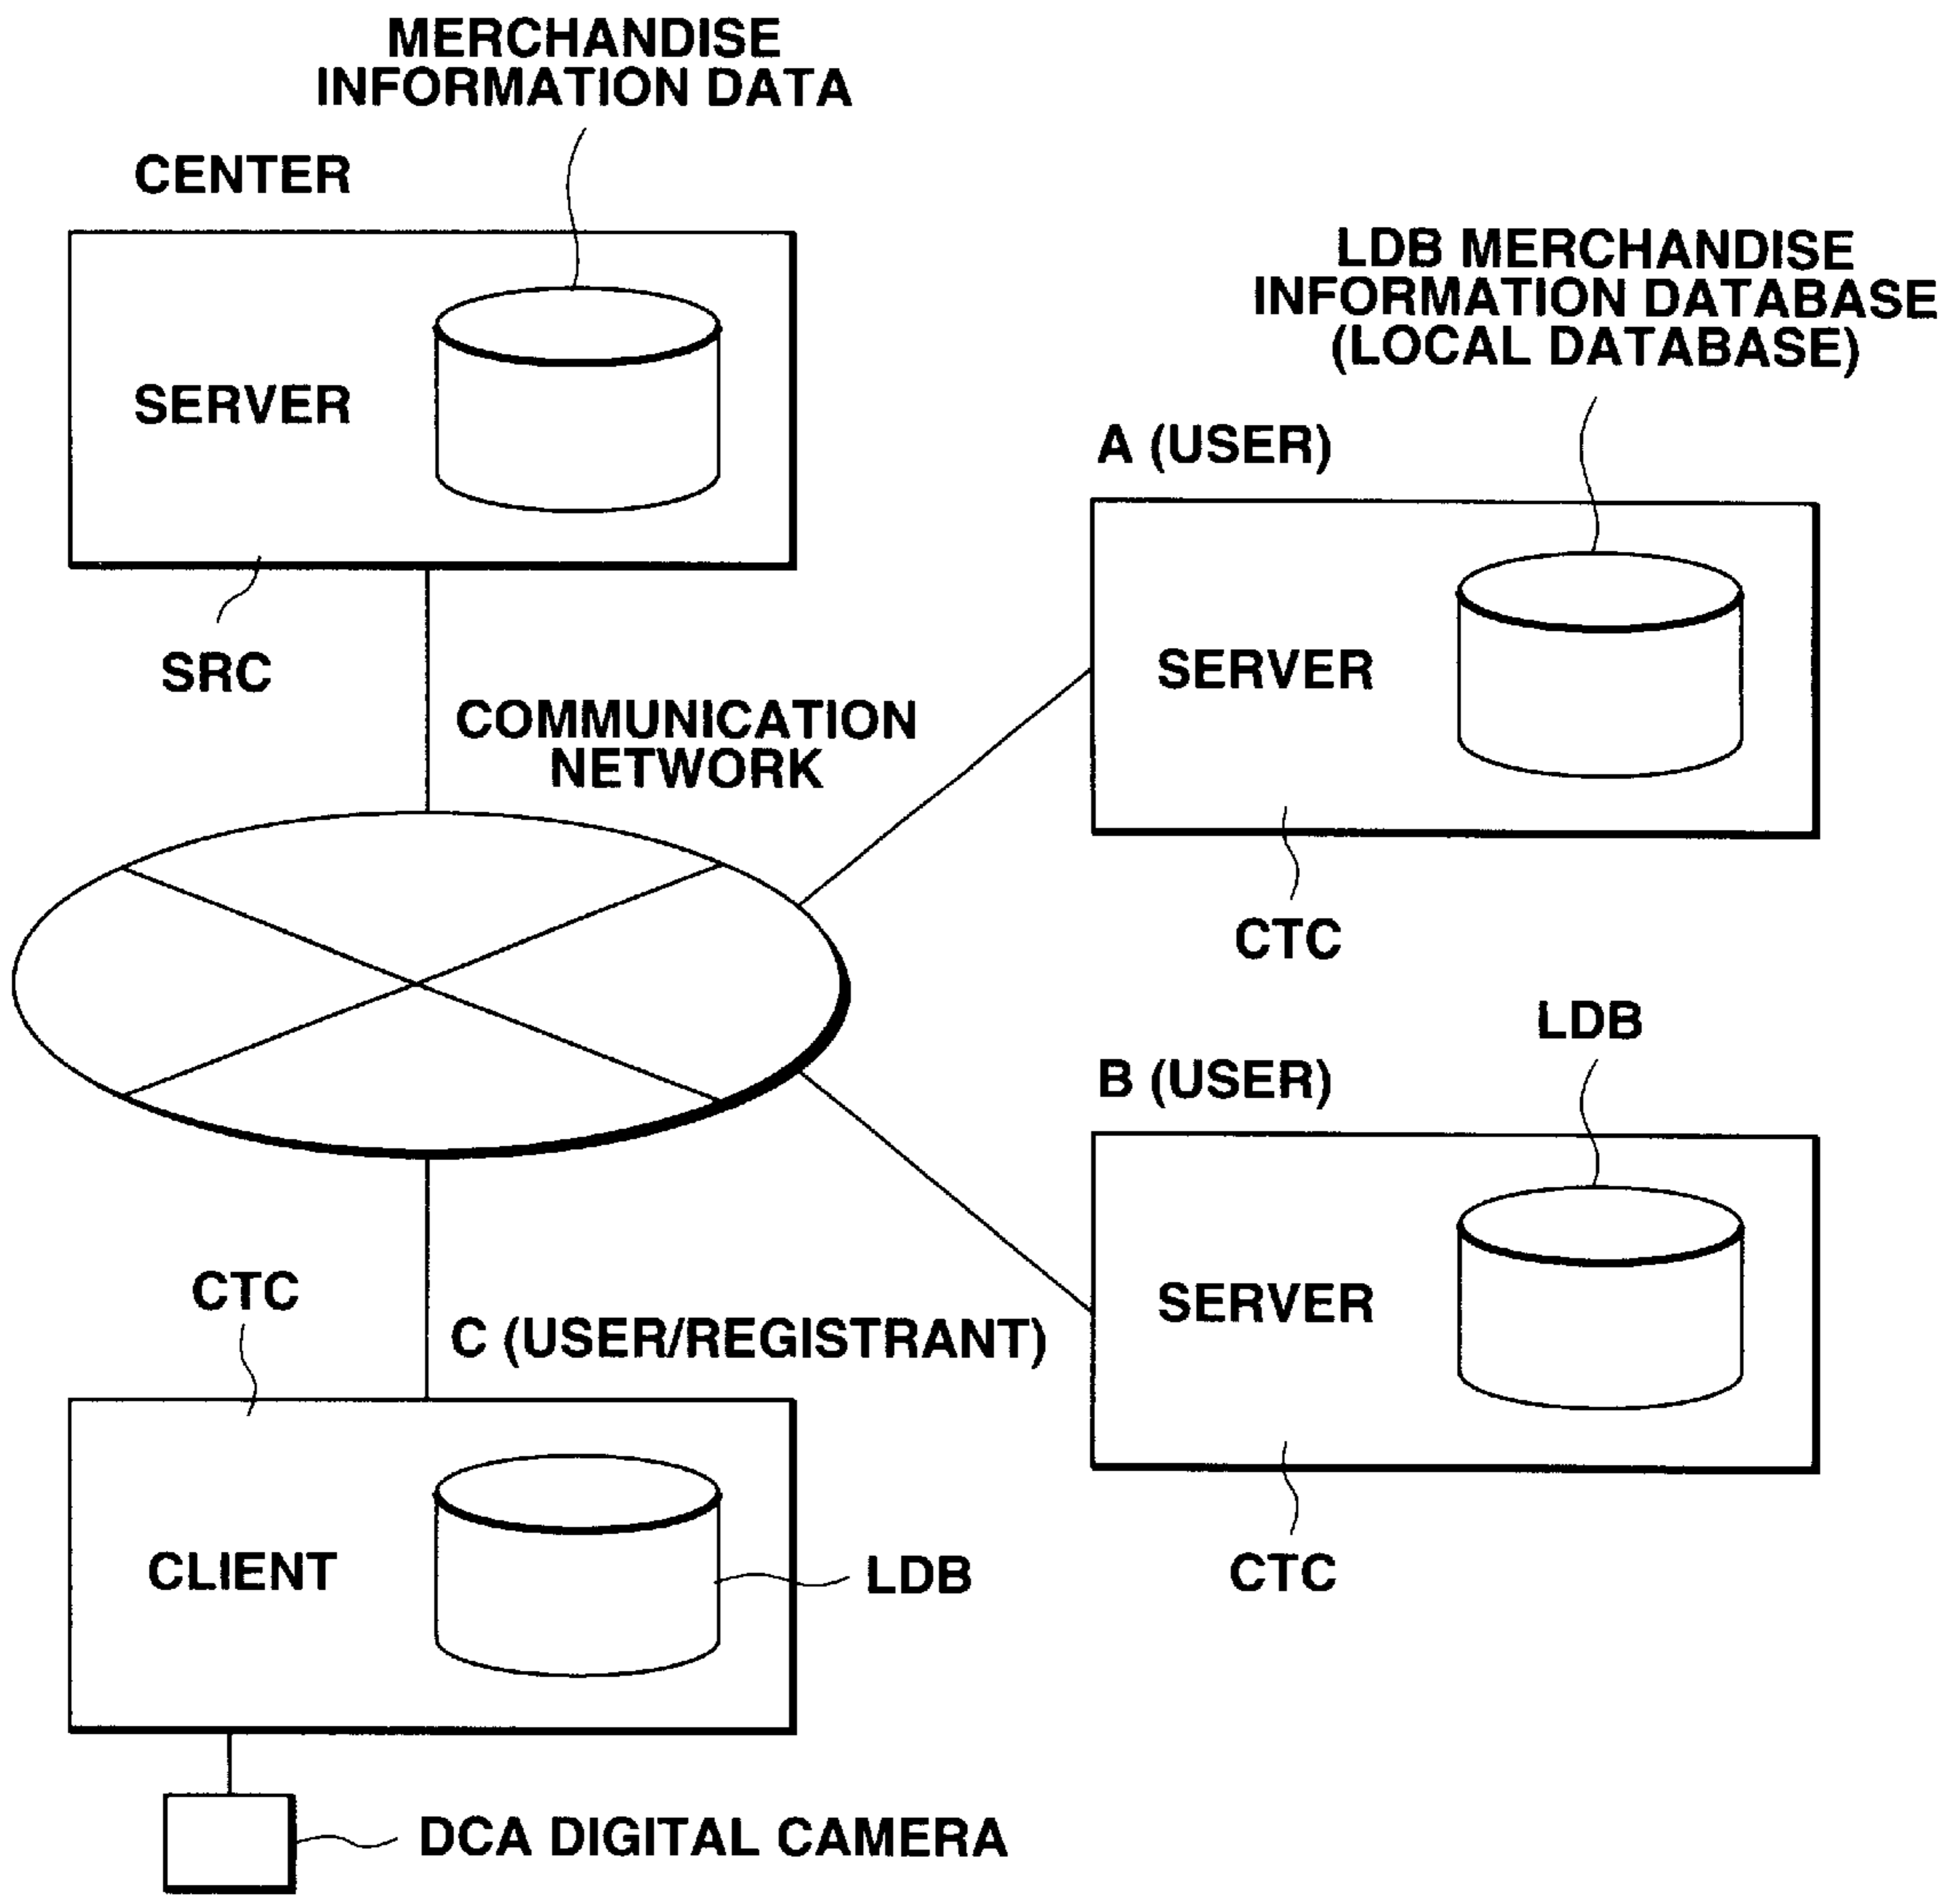 MERCHANDISE
INFORMATION DATA
CENTER
SERVER
SRC
LDB MERCHANDISE
INFORMATION DATABASE
(LOCAL DATABASE)
A (USER)
SERVER
CTC
COMMUNICATION
NETWORK
LDB
B (USER)
SERVER
CTC
CTC
C (USER/REGISTRANT)
CLIENT
LDB
DCA DIGITAL CAMERA